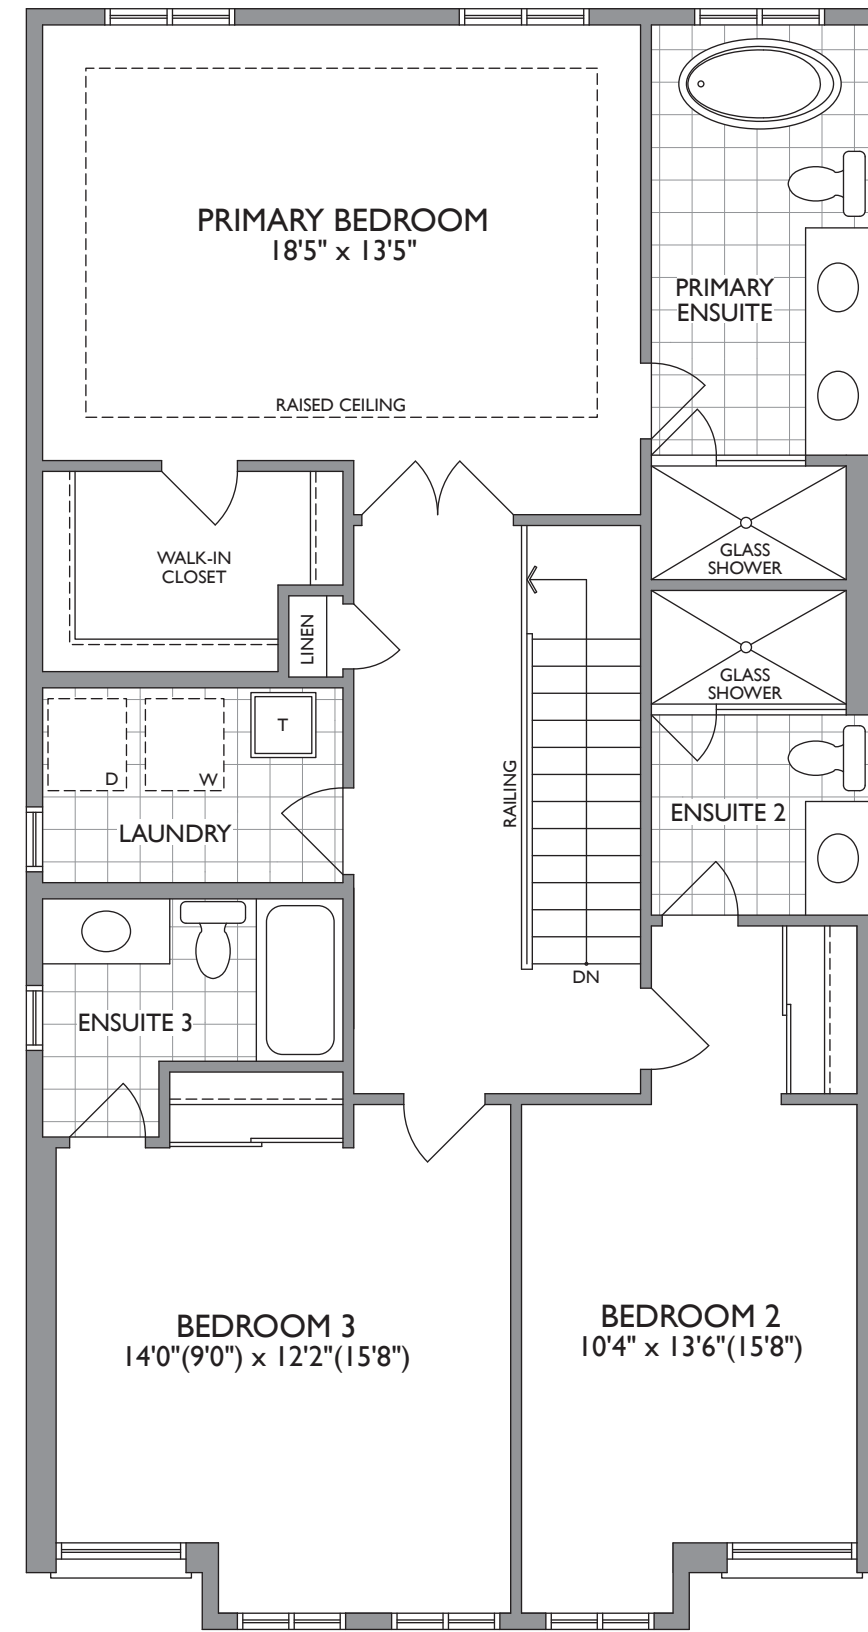 PRIMARY BEDROOM
18'5" x 13'5"
RAISED CEILING
PRIMARY
ENSUITE
WALK-IN
CLOSET
LINEN
GLASS
SHOWER
GLASS
SHOWER
T
D
W
LAUNDRY
RAILING
ENSUITE 2
DN
ENSUITE 3
BEDROOM 3
14'0"(9'0") x 12'2"(15'8")
BEDROOM 2
10'4" x 13'6"(15'8")